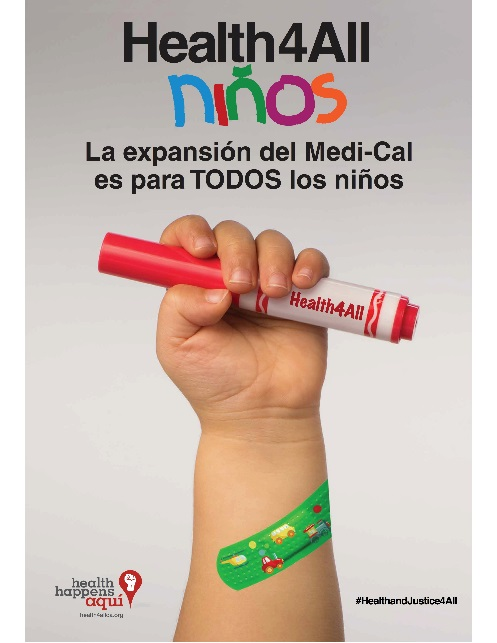 Health4All
niños
La expansión del Medi-Cal
es para TODOS los niños
Health4All
health
happens
aquí
#HealthandJustice4All